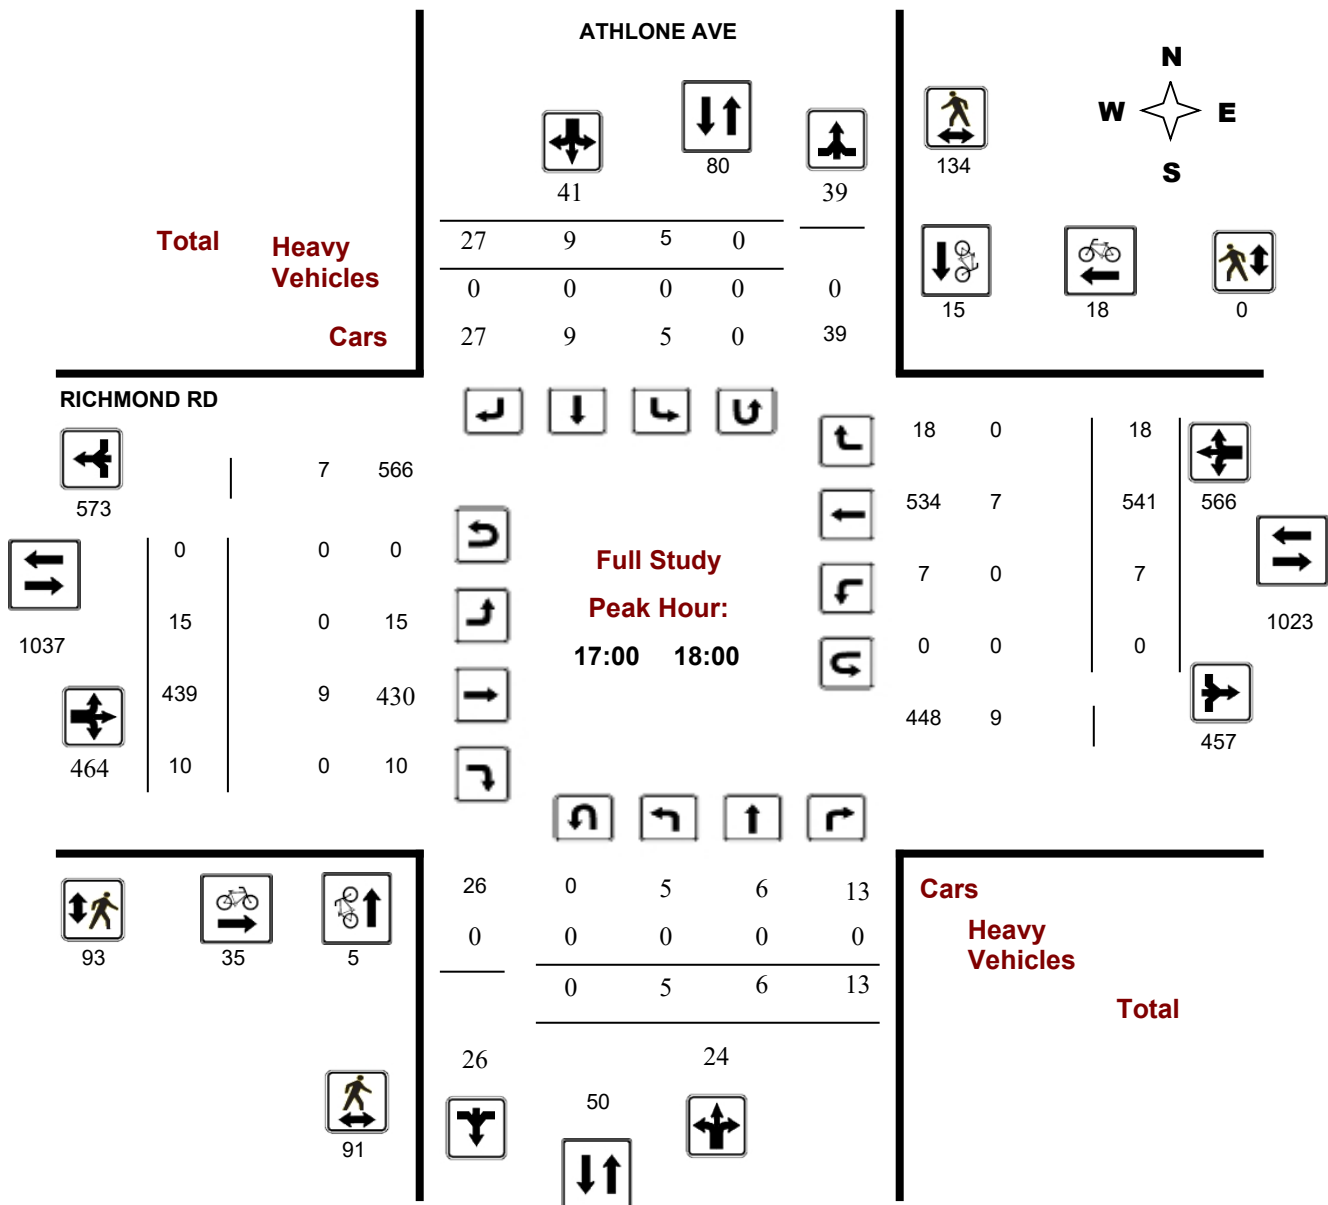 ATHLONE AVE
N
W E
S
41
80
39
134
Total
Heavy
Vehicles
Cars
27 9 5 0
0 0 0 0 0
27 9 5 0 39
15 18 0
RICHMOND RD
573
7 566
0 0 0
15 0 15
439 9 430
10 0 10
1037
464
Full Study
Peak Hour:
17:00 18:00
18 0 18
534 7 541 566
7 0 7
0 0 0
448 9
1023
457
93 35 5
91
26 0 5 6 13
0 0 0 0 0
0 5 6 13
26 24
50
Cars
Heavy
Vehicles
Total